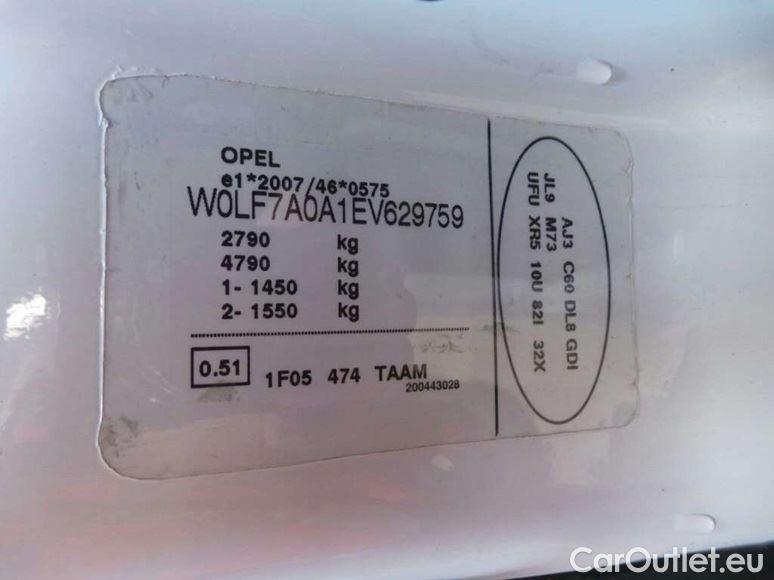 OPEL
e1*2007/46*0575
W0LF7A0A1EV629759
2790 kg
4790 kg
1- 1450 kg
2- 1550 kg
0.51 1F05 474 TAAM
200443028
AJ3 C60 DL8 GDI
JL9 M73
UFU XR5 10U 82I 32X
CarOutlet.eu